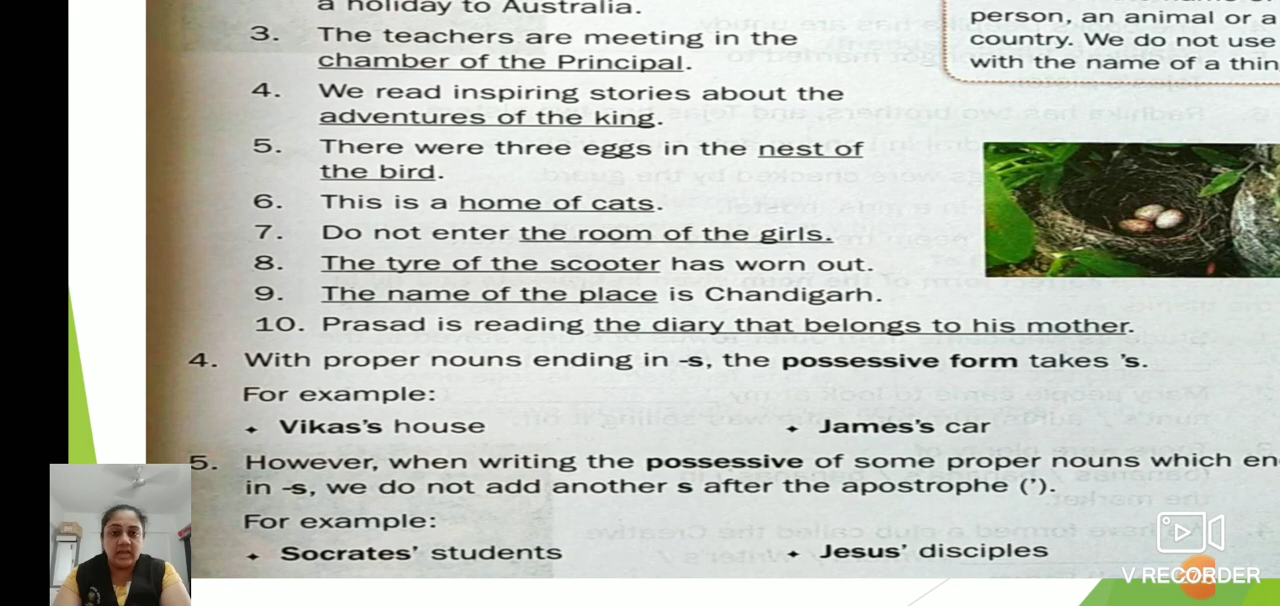 a holiday to Australia.
3. The teachers are meeting in the
chamber of the Principal.
4. We read inspiring stories about the
adventures of the king.
5. There were three eggs in the nest of
the bird.
6. This is a home of cats.
7. Do not enter the room of the girls.
8. The tyre of the scooter has worn out.
9. The name of the place is Chandigarh.
10. Prasad is reading the diary that belongs to his mother.
person, an animal or a
country. We do not use
with the name of a thin
4. With proper nouns ending in -s, the possessive form takes 's.
For example:
Vikas's house
James's car
5. However, when writing the possessive of some proper nouns which en
in -s, we do not add another s after the apostrophe (').
For example:
Socrates' students
Jesus' disciples
V RECORDER